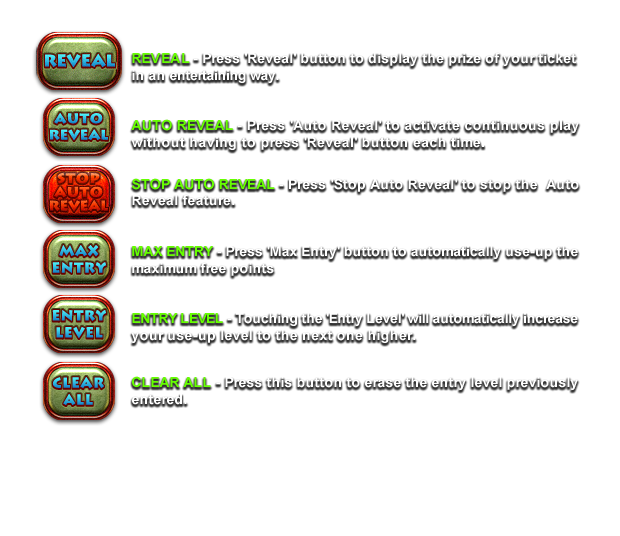 REVEAL
REVEAL - Press 'Reveal' button to display the prize of your ticket
in an entertaining way.
AUTO
REVEAL
AUTO REVEAL - Press 'Auto Reveal' to activate continuous play
without having to press 'Reveal' button each time.
STOP
AUTO
REVEAL
STOP AUTO REVEAL - Press 'Stop Auto Reveal' to stop the  Auto
Reveal feature.
MAX
ENTRY
MAX ENTRY - Press 'Max Entry' button to automatically use-up the
maximum free points
ENTRY
LEVEL
ENTRY LEVEL - Touching the 'Entry Level' will automatically increase
your use-up level to the next one higher.
CLEAR
ALL
CLEAR ALL - Press this button to erase the entry level previously
entered.